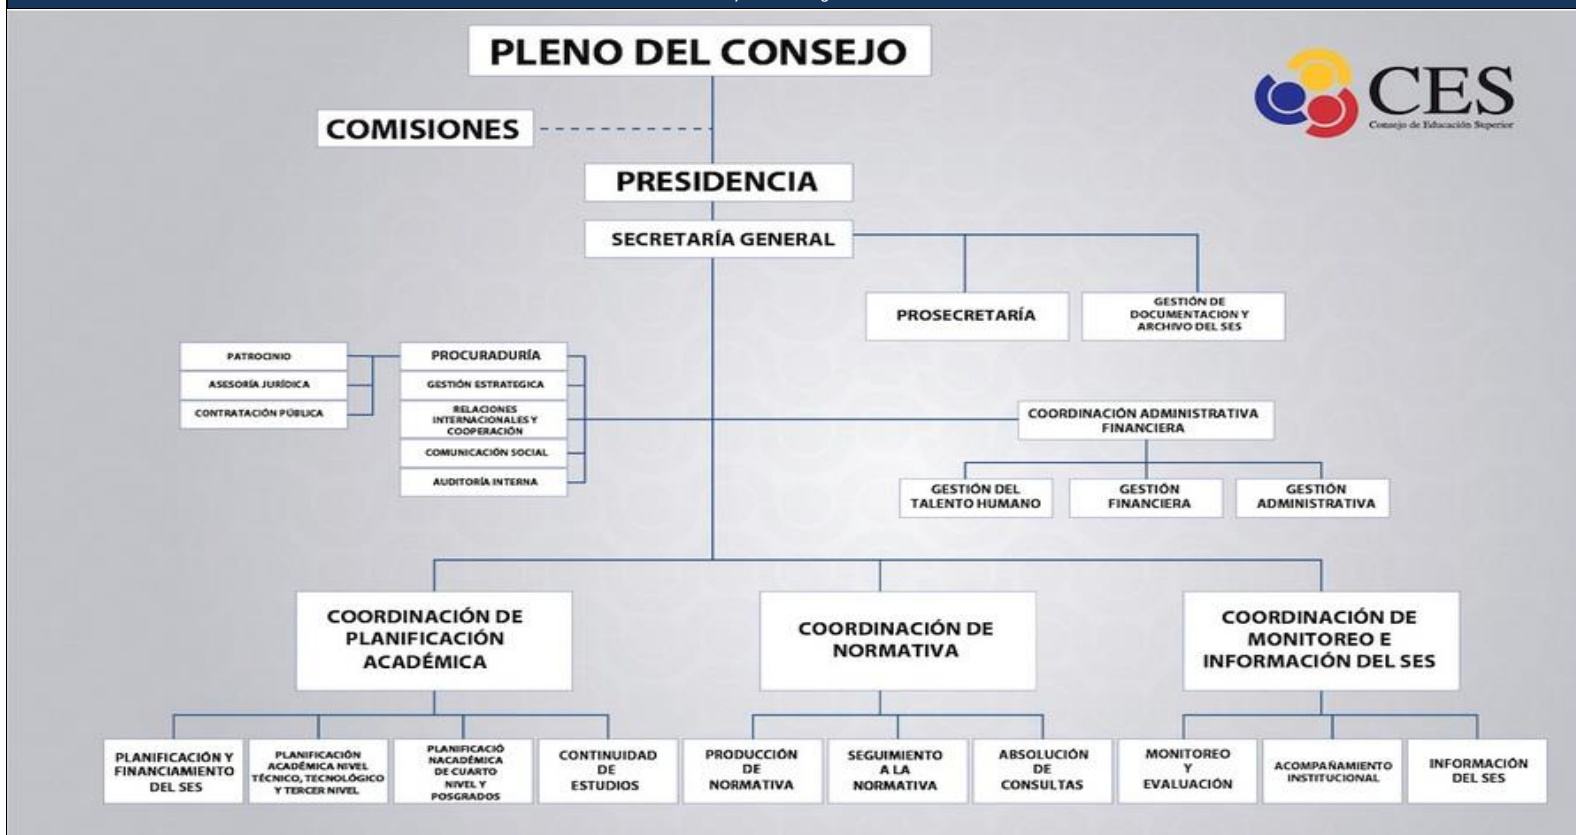 PLENO DEL CONSEJO
CES
Consejo de Educación Superior
COMISIONES
PRESIDENCIA
SECRETARÍA GENERAL
PROSECRETARÍA
GESTIÓN DE
DOCUMENTACION Y
ARCHIVO DEL SES
PATROCINIO
ASESORÍA JURÍDICA
CONTRATACIÓN PÚBLICA
PROCURADURÍA
GESTIÓN ESTRATEGICA
RELACIONES
INTERNACIONALES Y
COOPERACIÓN
COMUNICACIÓN SOCIAL
AUDITORÍA INTERNA
COORDINACIÓN ADMINISTRATIVA
FINANCIERA
GESTIÓN DEL
TALENTO HUMANO
GESTIÓN
FINANCIERA
GESTIÓN
ADMINISTRATIVA
COORDINACIÓN DE
PLANIFICACIÓN
ACADÉMICA
COORDINACIÓN DE
NORMATIVA
COORDINACIÓN DE
MONITOREO E
INFORMACIÓN DEL SES
PLANIFICACIÓN Y
FINANCIAMIENTO
DEL SES
PLANIFICACIÓN
ACADÉMICA NIVEL
TÉCNICO, TECNOLÓGICO
Y TERCER NIVEL
PLANIFICACIÓ
NACADÉMICA
DE CUARTO
NIVEL Y
POSGRADOS
CONTINUIDAD
DE
ESTUDIOS
PRODUCCIÓN
DE
NORMATIVA
SEGUIMIENTO
A LA
NORMATIVA
ABSOLUCIÓN
DE
CONSULTAS
MONITOREO
Y
EVALUACIÓN
ACOMPAÑAMIENTO
INSTITUCIONAL
INFORMACIÓN
DEL SES